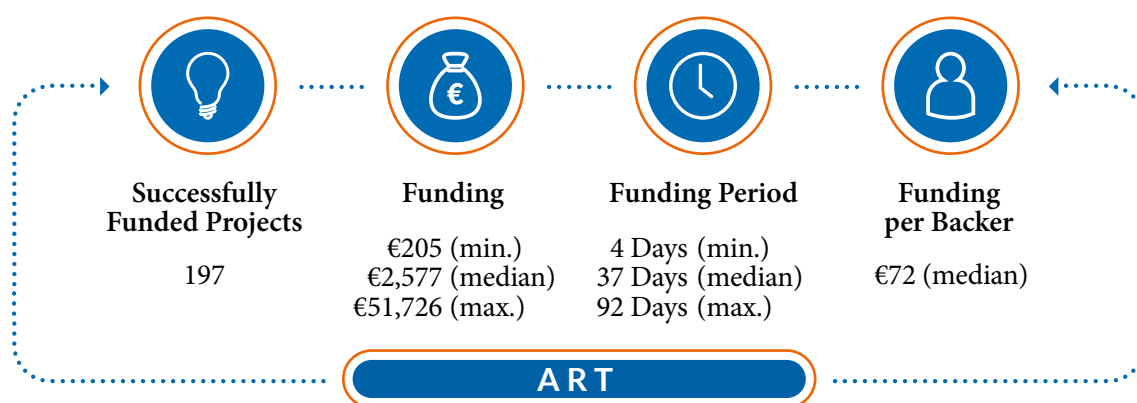 €
Successfully
Funded Projects
197
Funding
€205 (min.)
€2,577 (median)
€51,726 (max.)
Funding Period
4 Days (min.)
37 Days (median)
92 Days (max.)
Funding
per Backer
€72 (median)
ART